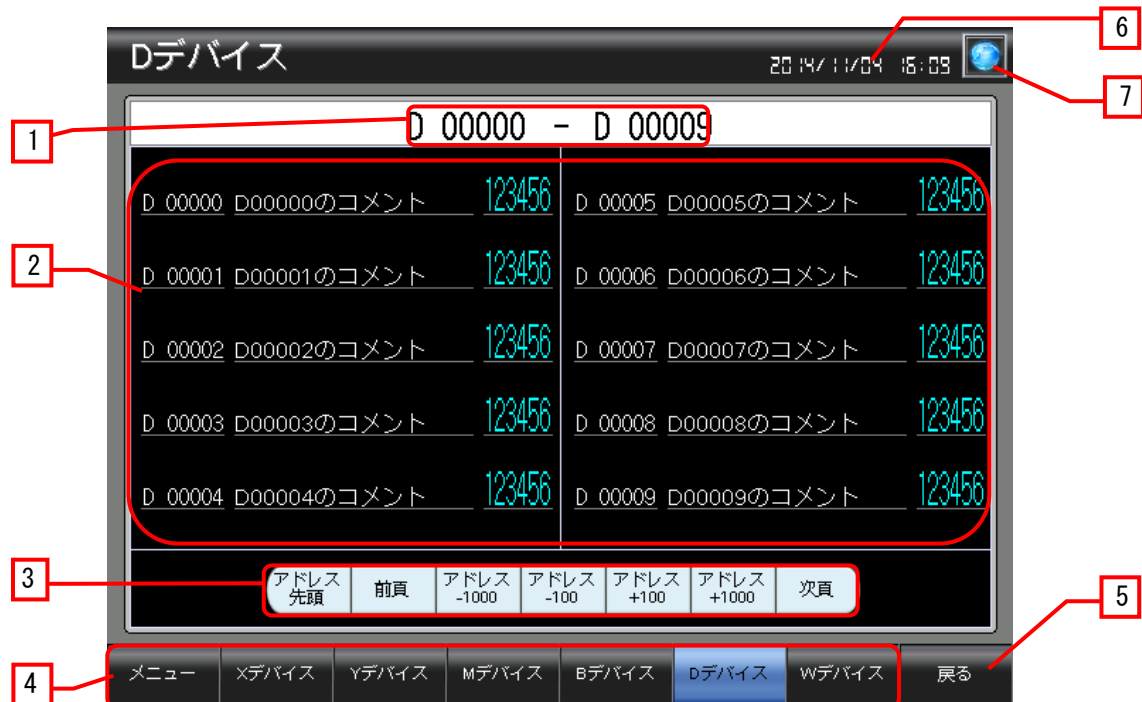 6
Dデバイス
2014/11/04 16:09
7
1
D 00000 - D 00009
2
D 00000 D00000のコメント 123456 D 00005 D00005のコメント 123456
D 00001 D00001のコメント 123456 D 00006 D00006のコメント 123456
D 00002 D00002のコメント 123456 D 00007 D00007のコメント 123456
D 00003 D00003のコメント 123456 D 00008 D00008のコメント 123456
D 00004 D00004のコメント 123456 D 00009 D00009のコメント 123456
3
アドレス
先頭
前頁
アドレス
-1000
アドレス
-100
アドレス
+100
アドレス
+1000
次頁
5
4
メニュー Xデバイス Yデバイス Mデバイス Bデバイス Dデバイス Wデバイス 戻る